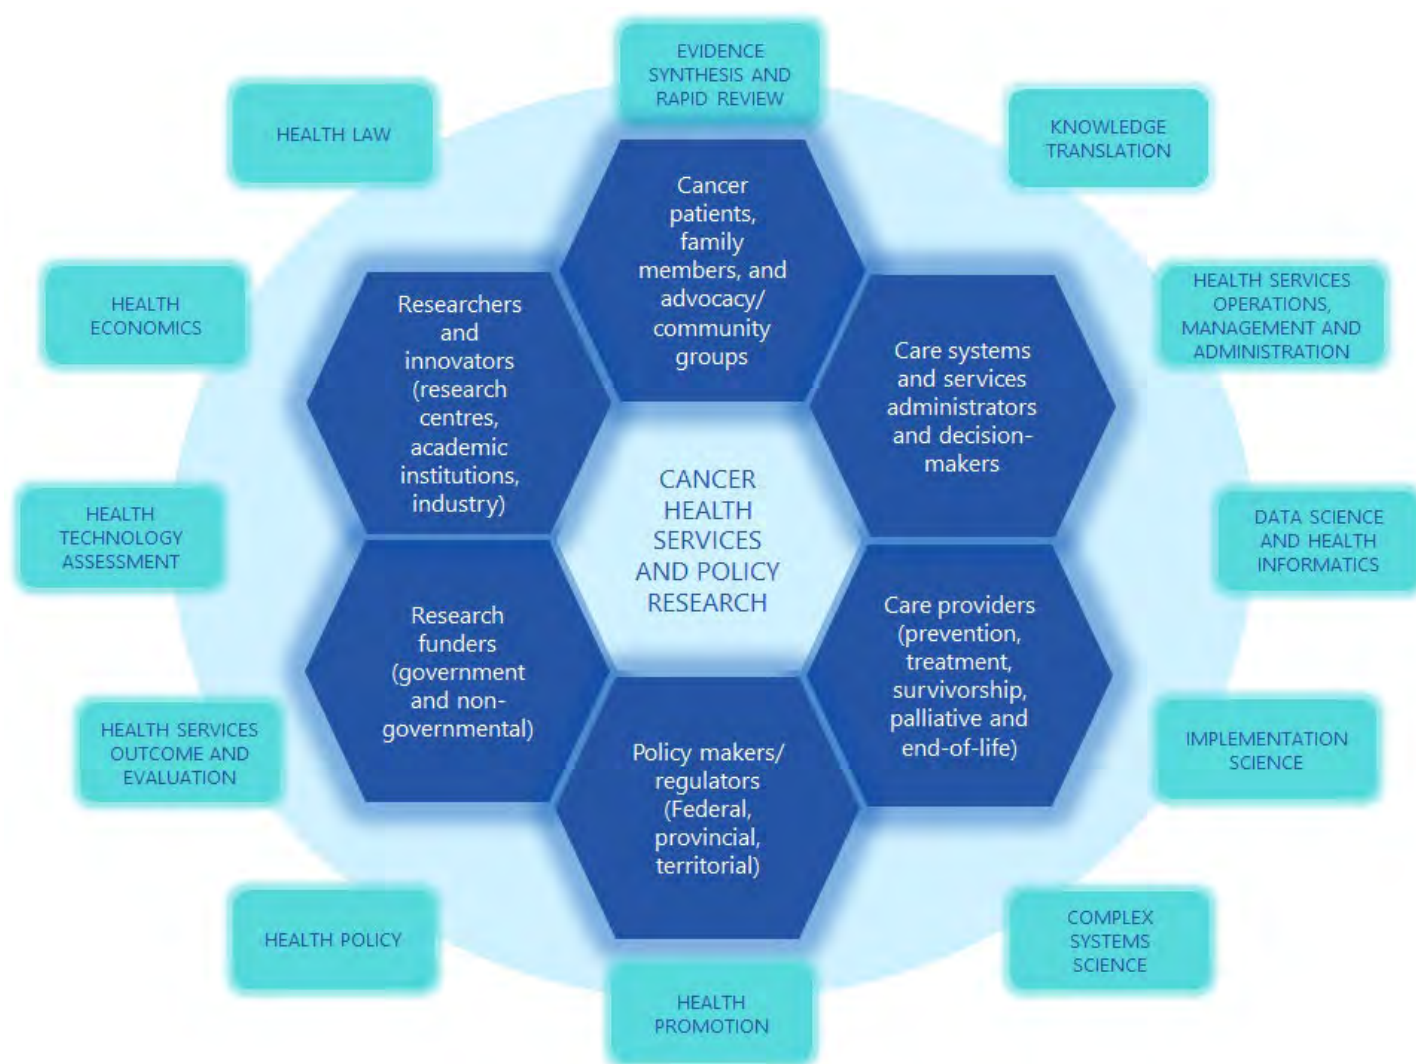 EVIDENCE
SYNTHESIS AND
RAPID REVIEW
HEALTH LAW
KNOWLEDGE
TRANSLATION
Cancer
patients,
family
members, and
advocacy/
community
groups
HEALTH
ECONOMICS
HEALTH SERVICES
OPERATIONS,
MANAGEMENT AND
ADMINISTRATION
Researchers
and
innovators
(research
centres,
academic
institutions,
industry)
Care systems
and services
administrators
and decision-
makers
CANCER
HEALTH
SERVICES
AND POLICY
RESEARCH
HEALTH
TECHNOLOGY
ASSESSMENT
DATA SCIENCE
AND HEALTH
INFORMATICS
Research
funders
(government
and non-
governmental)
Care providers
(prevention,
treatment,
survivorship,
palliative and
end-of-life)
HEALTH SERVICES
OUTCOME AND
EVALUATION
IMPLEMENTATION
SCIENCE
Policy makers/
regulators
(Federal,
provincial,
territorial)
HEALTH POLICY
COMPLEX
SYSTEMS
SCIENCE
HEALTH
PROMOTION